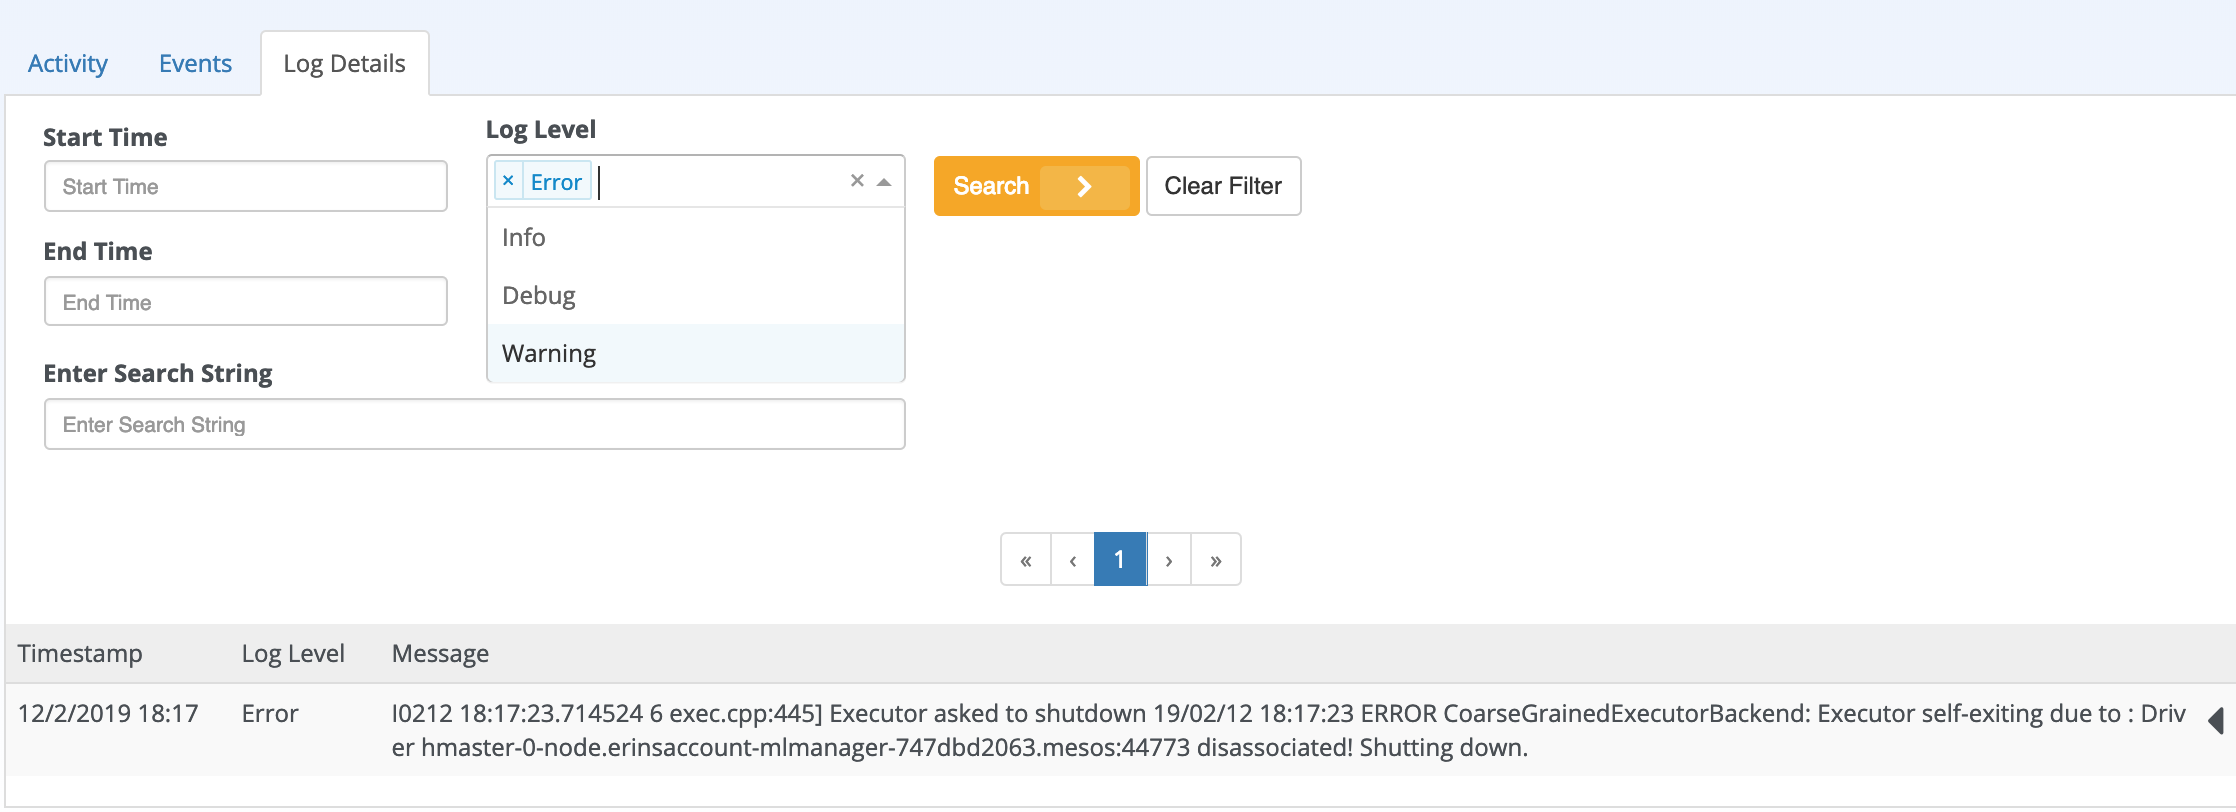 Activity Events Log Details
Start Time
Start Time
Log Level
× Error ×
Info
Debug
Warning
Search Clear Filter
End Time
End Time
Enter Search String
Enter Search String
« ‹ 1 › »
Timestamp Log Level Message
12/2/2019 18:17 Error I0212 18:17:23.714524 6 exec.cpp:445] Executor asked to shutdown 19/02/12 18:17:23 ERROR CoarseGrainedExecutorBackend: Executor self-exiting due to : Driv
er hmaster-0-node.erinsaccount-mlmanager-747dbd2063.mesos:44773 disassociated! Shutting down.